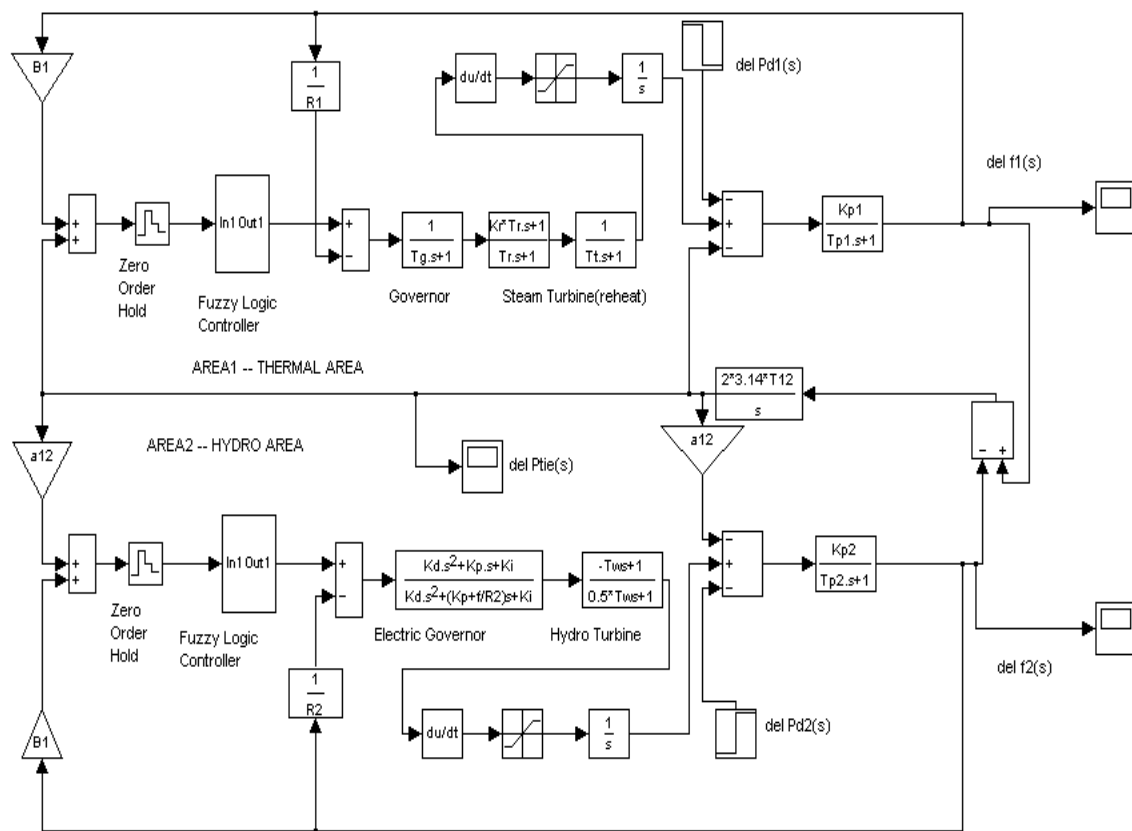 B1
1
R1
du/dt
1
s
del Pd1(s)
del f1(s)
+
+
Zero
Order
Hold
In1 Out1
Fuzzy Logic
Controller
+
−
1
Tg.s+1
Governor
Kr*Tr.s+1
Tr.s+1
1
Tt.s+1
Steam Turbine(reheat)
−
+
−
Kp1
Tp1.s+1
AREA1 -- THERMAL AREA
2*3.14*T12
s
− +
a12
AREA2 -- HYDRO AREA
del Ptie(s)
a12
+
+
Zero
Order
Hold
In1 Out1
Fuzzy Logic
Controller
+
−
Kd.s²+Kp.s+Ki
Kd.s²+(Kp+f/R2)s+Ki
Electric Governor
-Tws+1
0.5*Tws+1
Hydro Turbine
−
+
−
Kp2
Tp2.s+1
del f2(s)
1
R2
B1
du/dt
1
s
del Pd2(s)